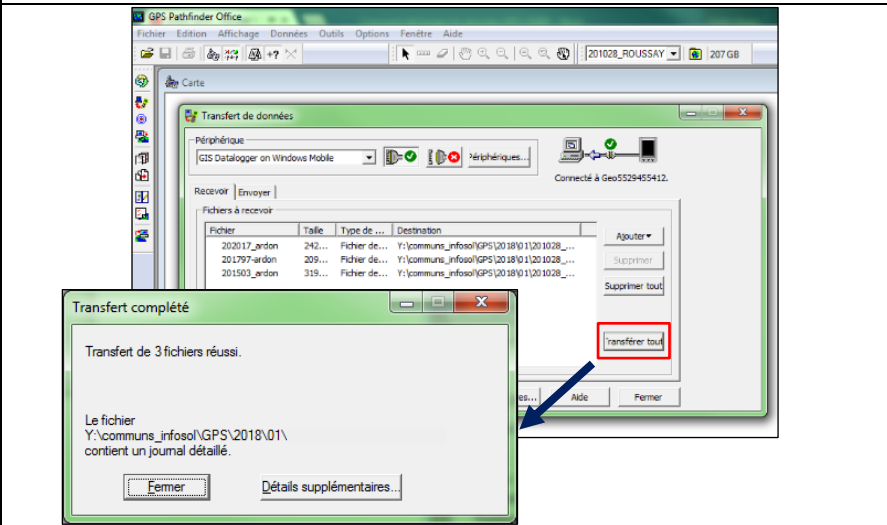 GPS Pathfinder Office
Fichier Edition Affichage Données Outils Options Fenêtre Aide
201028_ROUSSAY 207 GB
Carte
Transfert de données
Périphérique
GIS Datalogger on Windows Mobile
ériphériques...
Connecté à Geo5529455412.
Recevoir Envoyer
Fichiers à recevoir
Fichier Taille Type de ... Destination
202017_ardon 242... Fichier de... Y:\communs_infosol\GPS\2018\01\201028_...
201797-ardon 209... Fichier de... Y:\communs_infosol\GPS\2018\01\201028_...
201503_ardon 319... Fichier de... Y:\communs_infosol\GPS\2018\01\201028_...
Ajouter
Supprimer
Supprimer tout
ransférer tout
es... Aide Fermer
Transfert complété
Transfert de 3 fichiers réussi.
Le fichier
Y:\communs_infosol\GPS\2018\01\
contient un journal détaillé.
Fermer Détails supplémentaires...